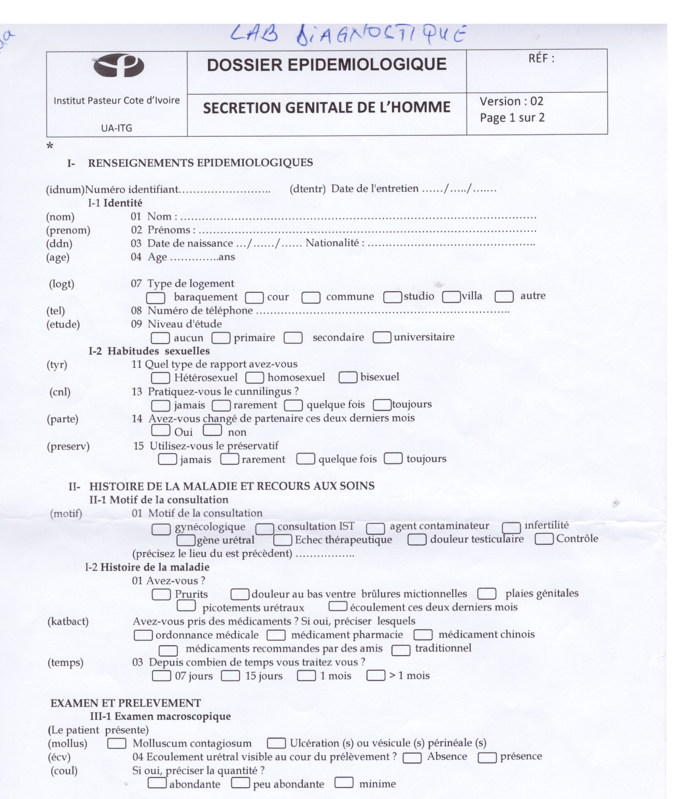 LAB DIAGNOSTIQUE
DOSSIER EPIDEMIOLOGIQUE
RÉF :
Institut Pasteur Cote d'Ivoire
UA-ITG
SECRETION GENITALE DE L'HOMME
Version : 02
Page 1 sur 2
*
I- RENSEIGNEMENTS EPIDEMIOLOGIQUES
(idnum)Numéro identifiant............................ (dtentr) Date de l'entretien ....../...../.......
I-1 Identité
(nom) 01 Nom : ....................................................................
(prenom) 02 Prénoms : ....................................................................
(ddn) 03 Date de naissance .../....../...... Nationalité : ....................................................
(age) 04 Age ..............ans
(logt) 07 Type de logement
baraquement cour commune studio villa autre
(tel) 08 Numéro de téléphone ....................................................................
(etude) 09 Niveau d'étude
aucun primaire secondaire universitaire
I-2 Habitudes sexuelles
(tyr) 11 Quel type de rapport avez-vous
Hétérosexuel homosexuel bisexuel
(cnl) 13 Pratiquez-vous le cunnilingus ?
jamais rarement quelque fois toujours
(parte) 14 Avez-vous changé de partenaire ces deux derniers mois
Oui non
(preserv) 15 Utilisez-vous le préservatif
jamais rarement quelque fois toujours
II- HISTOIRE DE LA MALADIE ET RECOURS AUX SOINS
II-1 Motif de la consultation
(motif) 01 Motif de la consultation
gynécologique consultation IST agent contaminateur infertilité
gène urétral Echec thérapeutique douleur testiculaire Contrôle
(précisez le lieu du est précèdent) ..................
I-2 Histoire de la maladie
01 Avez-vous ?
Prurits douleur au bas ventre brûlures mictionnelles plaies génitales
picotements urétraux écoulement ces deux derniers mois
(katbact) Avez-vous pris des médicaments ? Si oui, préciser lesquels
ordonnance médicale médicament pharmacie médicament chinois
médicaments recommandes par des amis traditionnel
(temps) 03 Depuis combien de temps vous traitez vous ?
07 jours 15 jours 1 mois > 1 mois
EXAMEN ET PRELEVEMENT
III-1 Examen macroscopique
(Le patient présente)
(mollus) Molluscum contagiosum Ulcération (s) ou vésicule (s) périnéale (s)
(écv) 04 Ecoulement urétral visible au cour du prélèvement ? Absence présence
(coul) Si oui, préciser la quantité ?
abondante peu abondante minime